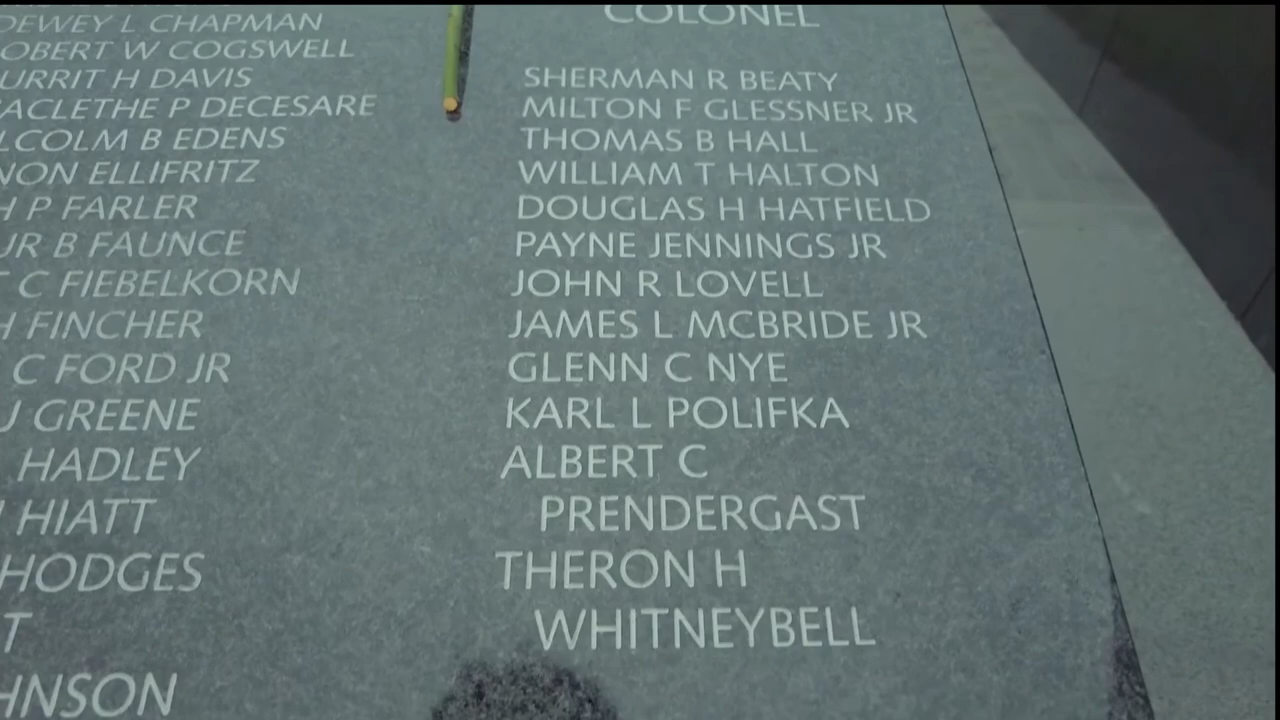 DEWEY L CHAPMAN
OBERT W COGSWELL
URRIT H DAVIS
ACLETHE P DECESARE
LCOLM B EDENS
NON ELLIFRITZ
H P FARLER
UR B FAUNCE
C FIEBELKORN
H FINCHER
C FORD JR
J GREENE
HADLEY
HIATT
HODGES
T
HNSON
COLONEL
SHERMAN R BEATY
MILTON F GLESSNER JR
THOMAS B HALL
WILLIAM T HALTON
DOUGLAS H HATFIELD
PAYNE JENNINGS JR
JOHN R LOVELL
JAMES L MCBRIDE JR
GLENN C NYE
KARL L POLIFKA
ALBERT C
PRENDERGAST
THERON H
WHITNEYBELL